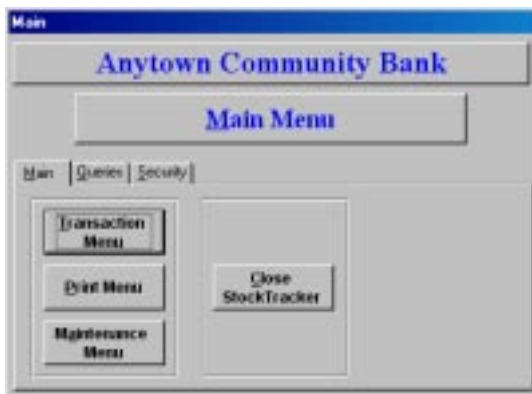 Main
Anytown Community Bank
Main Menu
Main Queries Security
Transaction
Menu
Print Menu
Maintenance
Menu
Close
StockTracker